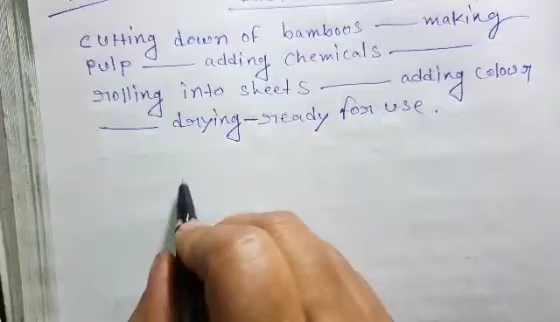 cutting down of bamboos — making
pulp — adding chemicals —
rolling into sheets — adding colour
— drying-ready for use.